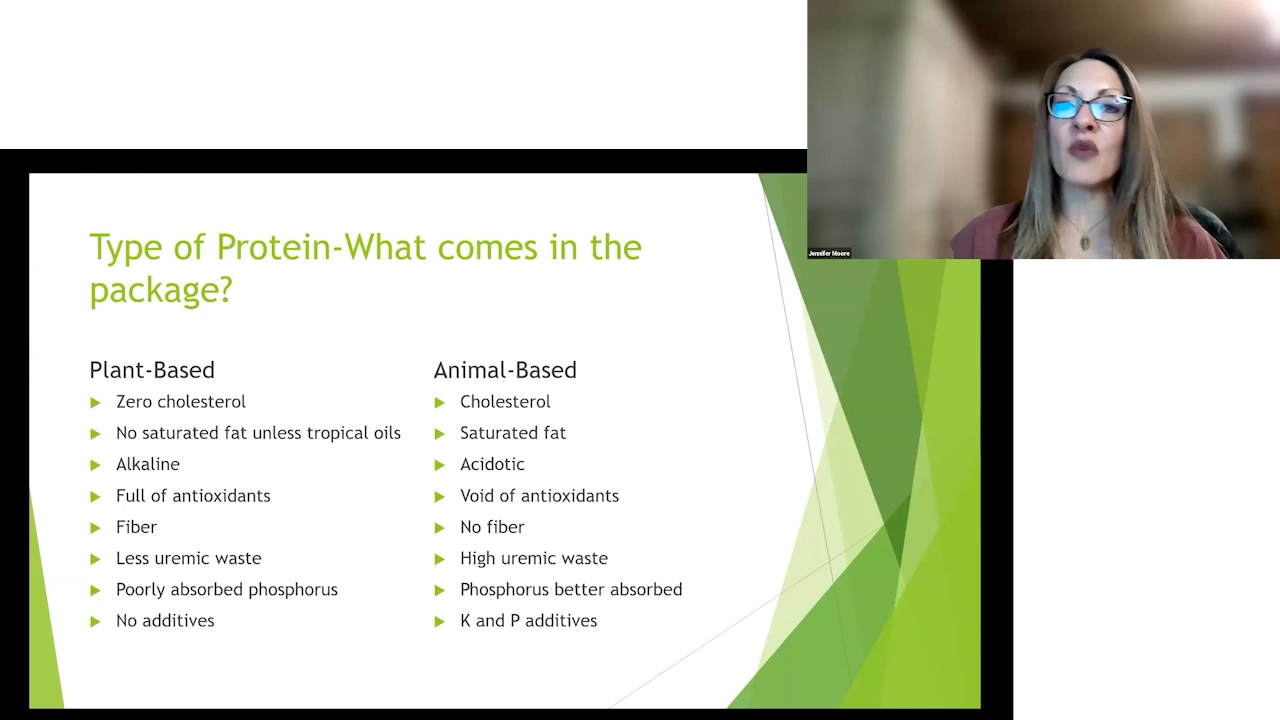 Jennifer Moore
Type of Protein-What comes in the
package?
Plant-Based
Zero cholesterol
No saturated fat unless tropical oils
Alkaline
Full of antioxidants
Fiber
Less uremic waste
Poorly absorbed phosphorus
No additives
Animal-Based
Cholesterol
Saturated fat
Acidotic
Void of antioxidants
No fiber
High uremic waste
Phosphorus better absorbed
K and P additives